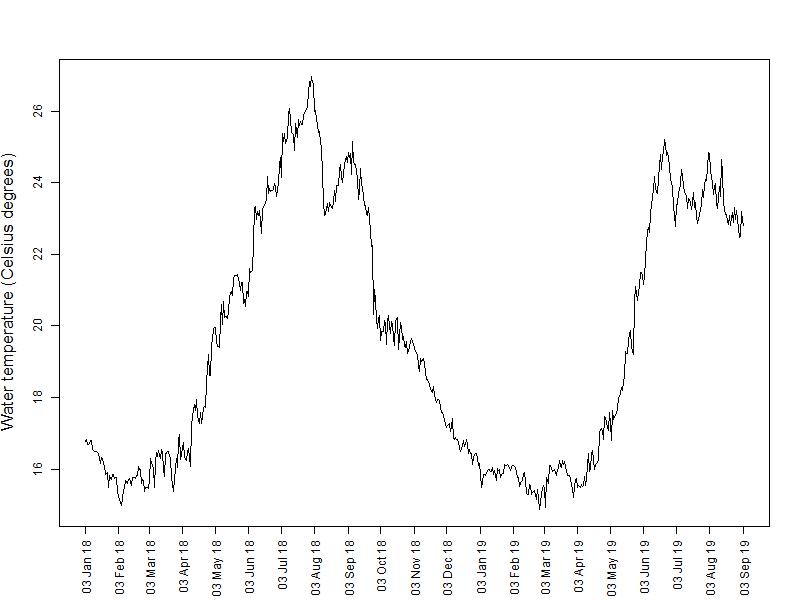 Water temperature (Celsius degrees)
26
24
22
20
18
16
03 Jan 18
03 Feb 18
03 Mar 18
03 Apr 18
03 May 18
03 Jun 18
03 Jul 18
03 Aug 18
03 Sep 18
03 Oct 18
03 Nov 18
03 Dec 18
03 Jan 19
03 Feb 19
03 Mar 19
03 Apr 19
03 May 19
03 Jun 19
03 Jul 19
03 Aug 19
03 Sep 19